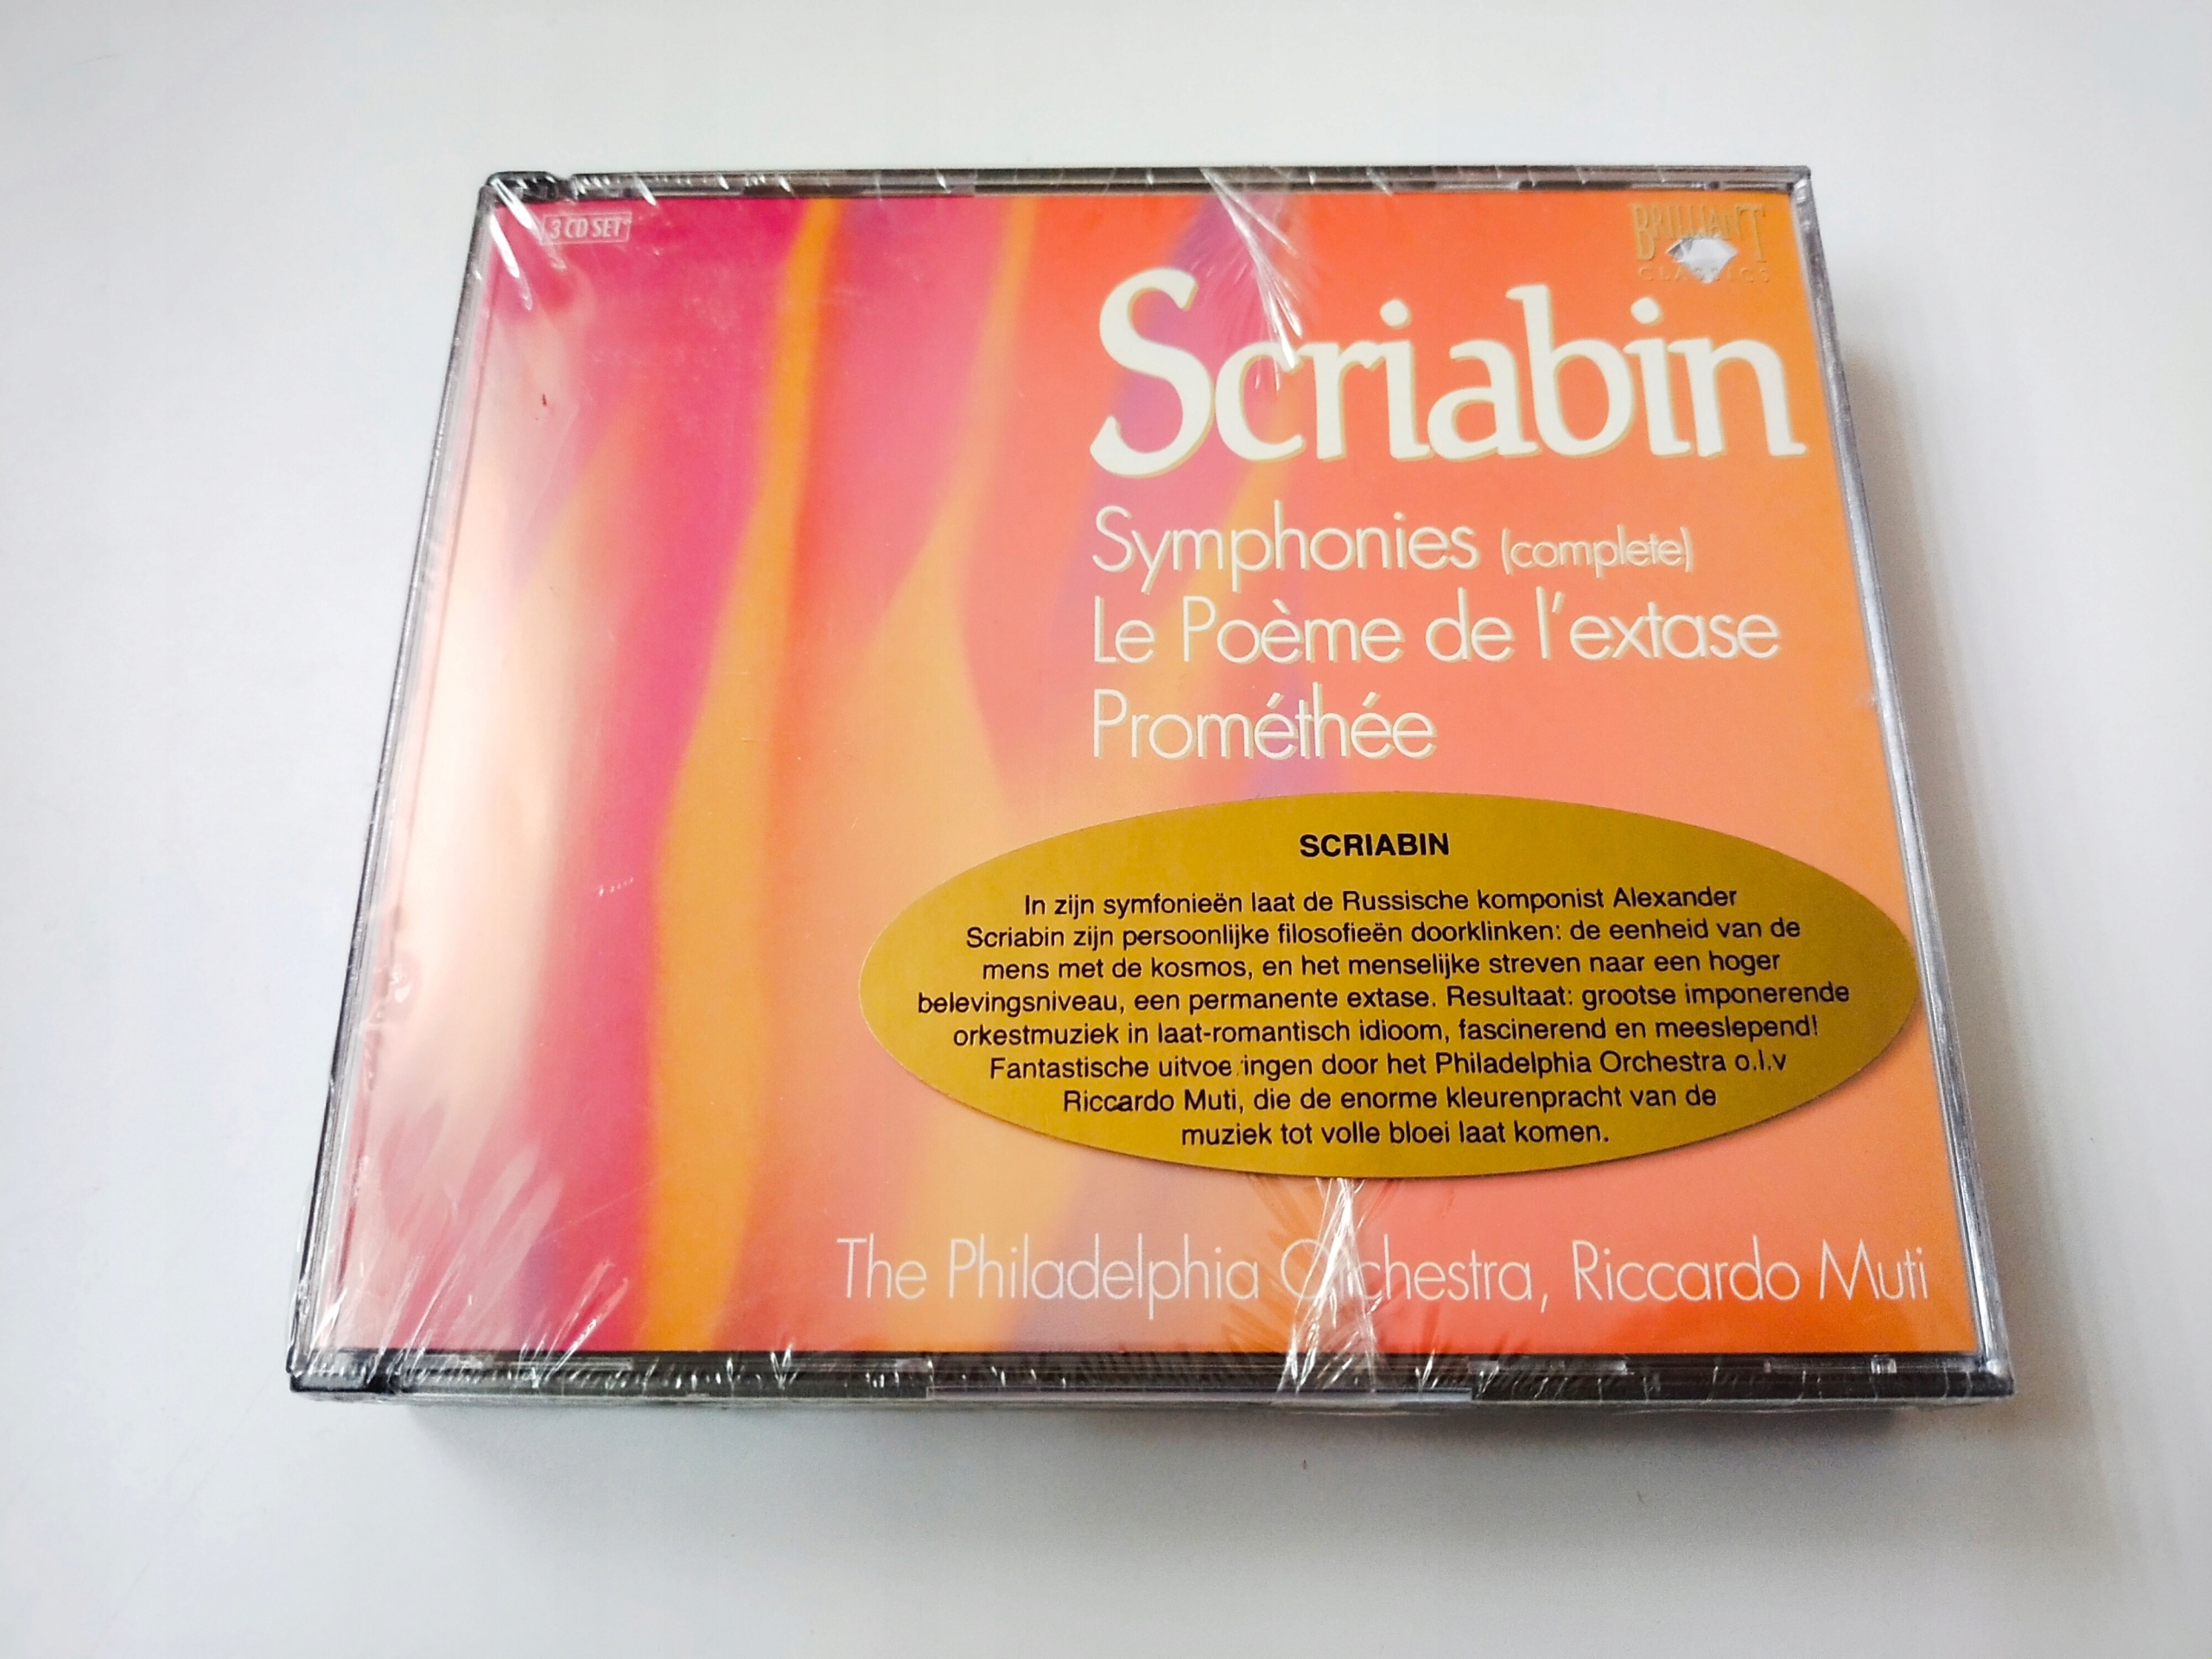 3 CD SET
BRILLIANT
CLASSICS
Scriabin
Symphonies (complete)
Le Poème de l'extase
Prométhée
SCRIABIN
In zijn symfonieën laat de Russische komponist Alexander
Scriabin zijn persoonlijke filosofieën doorklinken: de eenheid van de
mens met de kosmos, en het menselijke streven naar een hoger
belevingsniveau, een permanente extase. Resultaat: grootse imponerende
orkestmuziek in laat-romantisch idioom, fascinerend en meeslepend!
Fantastische uitvoeringen door het Philadelphia Orchestra o.l.v
Riccardo Muti, die de enorme kleurenpracht van de
muziek tot volle bloei laat komen.
The Philadelphia Orchestra, Riccardo Muti